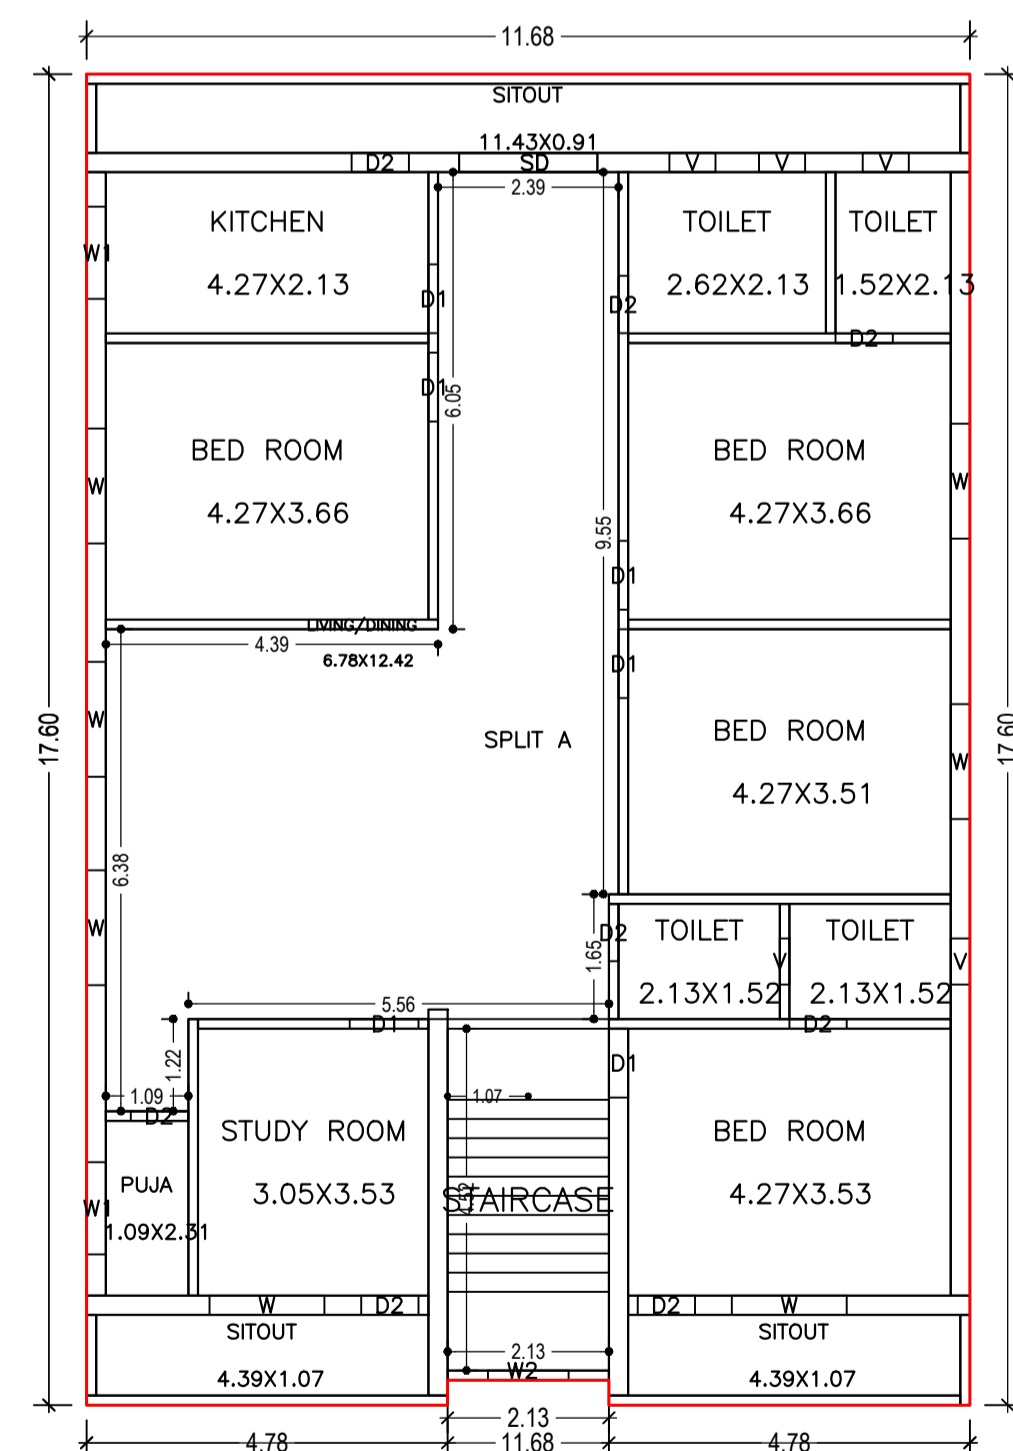 11.68
SITOUT
11.43X0.91
D2 SD V V V
2.39
KITCHEN TOILET TOILET
W1
4.27X2.13 2.62X2.13 1.52X2.13
D1 D2
D2
D1
6.05
BED ROOM BED ROOM
W W
4.27X3.66 4.27X3.66
9.55
D1
LIVING/DINING
4.39
6.78X12.42
D1
17.60 17.60
W
SPLIT A
BED ROOM
W
4.27X3.51
6.38
W
D2
TOILET TOILET
1.65
V V
2.13X1.52 2.13X1.52
5.56
D1 D2
1.22
D1
1.09
1.07
D2
STUDY ROOM BED ROOM
PUJA
3.05X3.53
4.52
STAIRCASE
4.27X3.53
W1
1.09X2.31
W D2 D2 W
SITOUT SITOUT
2.13
W2
4.39X1.07 4.39X1.07
2.13
4.78 11.68 4.78